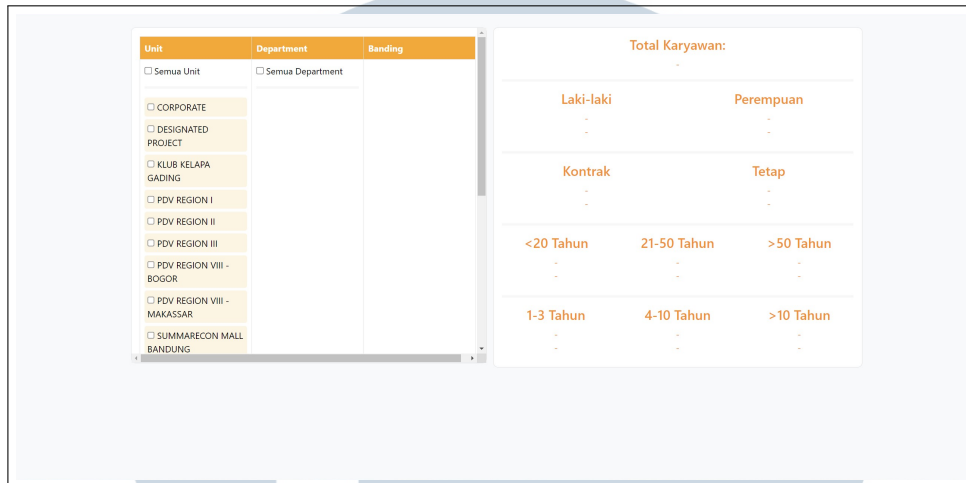 Unit Department Banding
Semua Unit Semua Department
CORPORATE
DESIGNATED
PROJECT
KLUB KELAPA
GADING
PDV REGION I
PDV REGION II
PDV REGION III
PDV REGION VIII -
BOGOR
PDV REGION VIII -
MAKASSAR
SUMMARECON MALL
BANDUNG
Total Karyawan:
-
Laki-laki Perempuan
- -
- -
Kontrak Tetap
- -
- -
<20 Tahun 21-50 Tahun >50 Tahun
- - -
- - -
1-3 Tahun 4-10 Tahun >10 Tahun
- - -
- - -